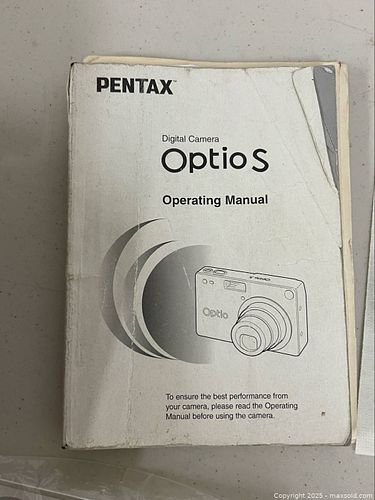 PENTAX™
Digital Camera
Optio S
Operating Manual
Optio
To ensure the best performance from
your camera, please read the Operating
Manual before using the camera.
Copyright 2025 - maxsold.com